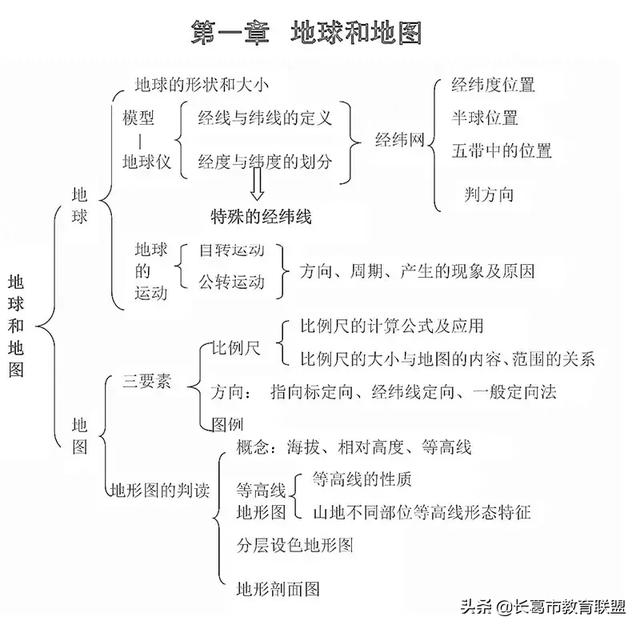 第一章 地球和地图
地球的形状和大小
模型
地球仪
经线与纬线的定义
经度与纬度的划分
经纬网
经纬度位置
半球位置
五带中的位置
判方向
特殊的经纬线
地球
地球的运动
自转运动
公转运动
方向、周期、产生的现象及原因
地球和地图
地图
三要素
比例尺
比例尺的计算公式及应用
比例尺的大小与地图的内容、范围的关系
方向: 指向标定向、经纬线定向、一般定向法
图例
地形图的判读
概念:海拔、相对高度、等高线
等高线地形图
等高线的性质
山地不同部位等高线形态特征
分层设色地形图
地形剖面图
头条 @长葛市教育联盟